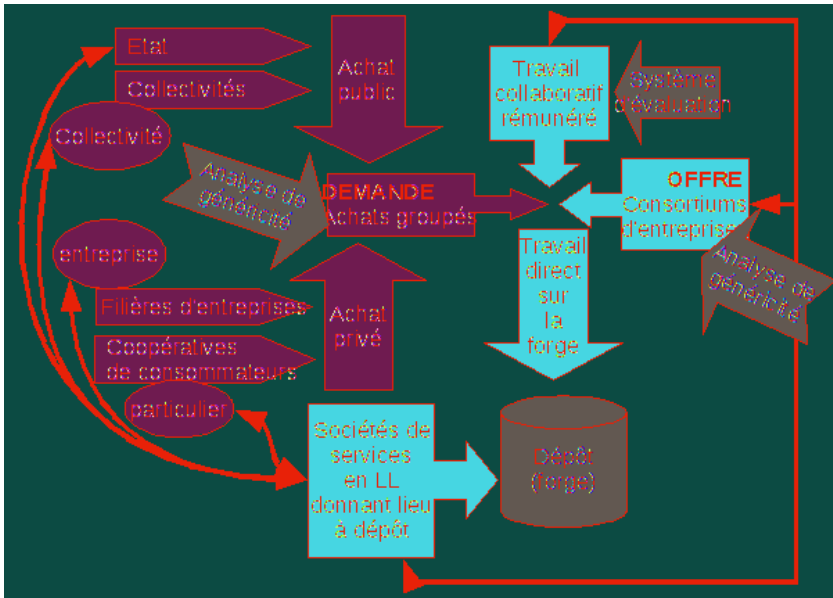 Etat
Collectivités
Collectivité
Achat
public
Travail
collaboratif
rémunéré
Système
d'évaluation
Analyse de
généricité
DEMANDE
Achats groupés
OFFRE
Consortiums
d'entreprise
Analyse de
généricité
entreprise
Filières d'entreprises
Coopératives
de consommateurs
particulier
Achat
privé
Travail
direct
sur
la
forge
Sociétés de
services
en LL
donnant lieu
à dépôt
Dépôt
(forge)